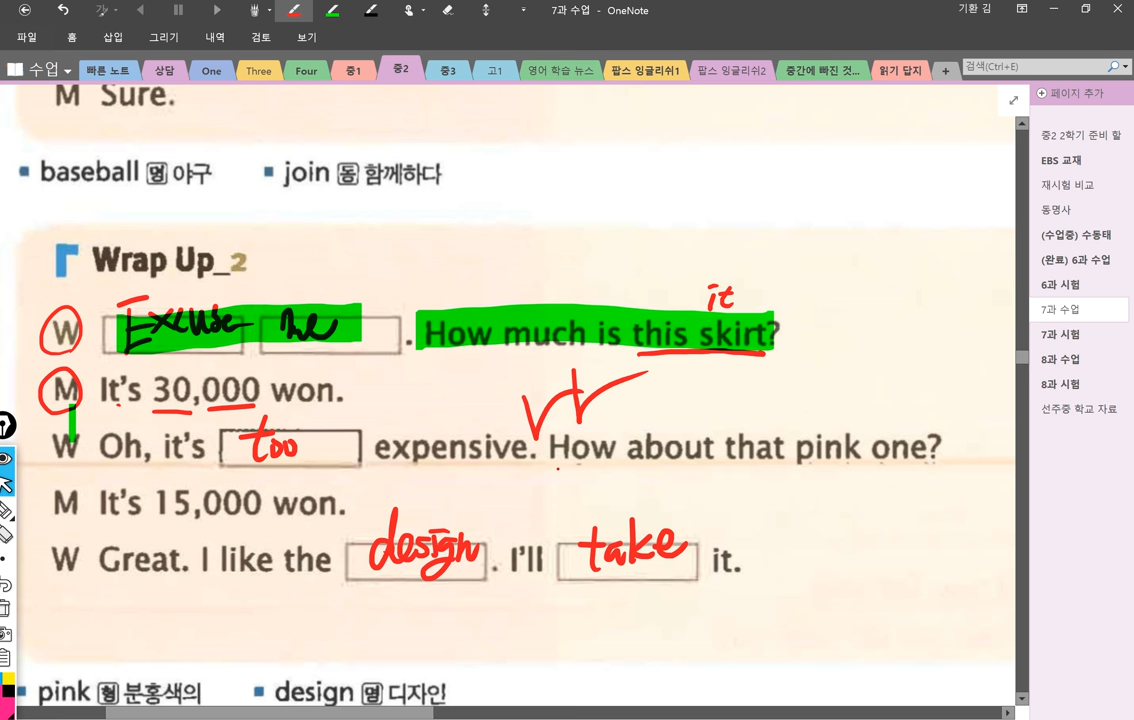 기환 김
7과 수업 - OneNote
파일 홈 삽입 그리기 내역 검토 보기
수업 빠른 노트 상담 One Three Four 중1 중2 중3 고1 영어 학습 뉴스 팝스 잉글리쉬1 팝스 잉글리쉬2 중간에 빠진 것... 읽기 답지 + 검색(Ctrl+E)
페이지 추가
중2 2학기 준비 할
EBS 교재
재시험 비교
동명사
(수업중) 수동태
(완료) 6과 수업
6과 시험
7과 수업
7과 시험
8과 수업
8과 시험
선주중 학교 자료
M Sure.
baseball 명 야구 join 동 함께하다
Wrap Up_2
it
W Excuse me. How much is this skirt?
M It's 30,000 won.
W Oh, it's too expensive. How about that pink one?
M It's 15,000 won.
W Great. I like the design. I'll take it.
pink 형 분홍색의 design 명 디자인